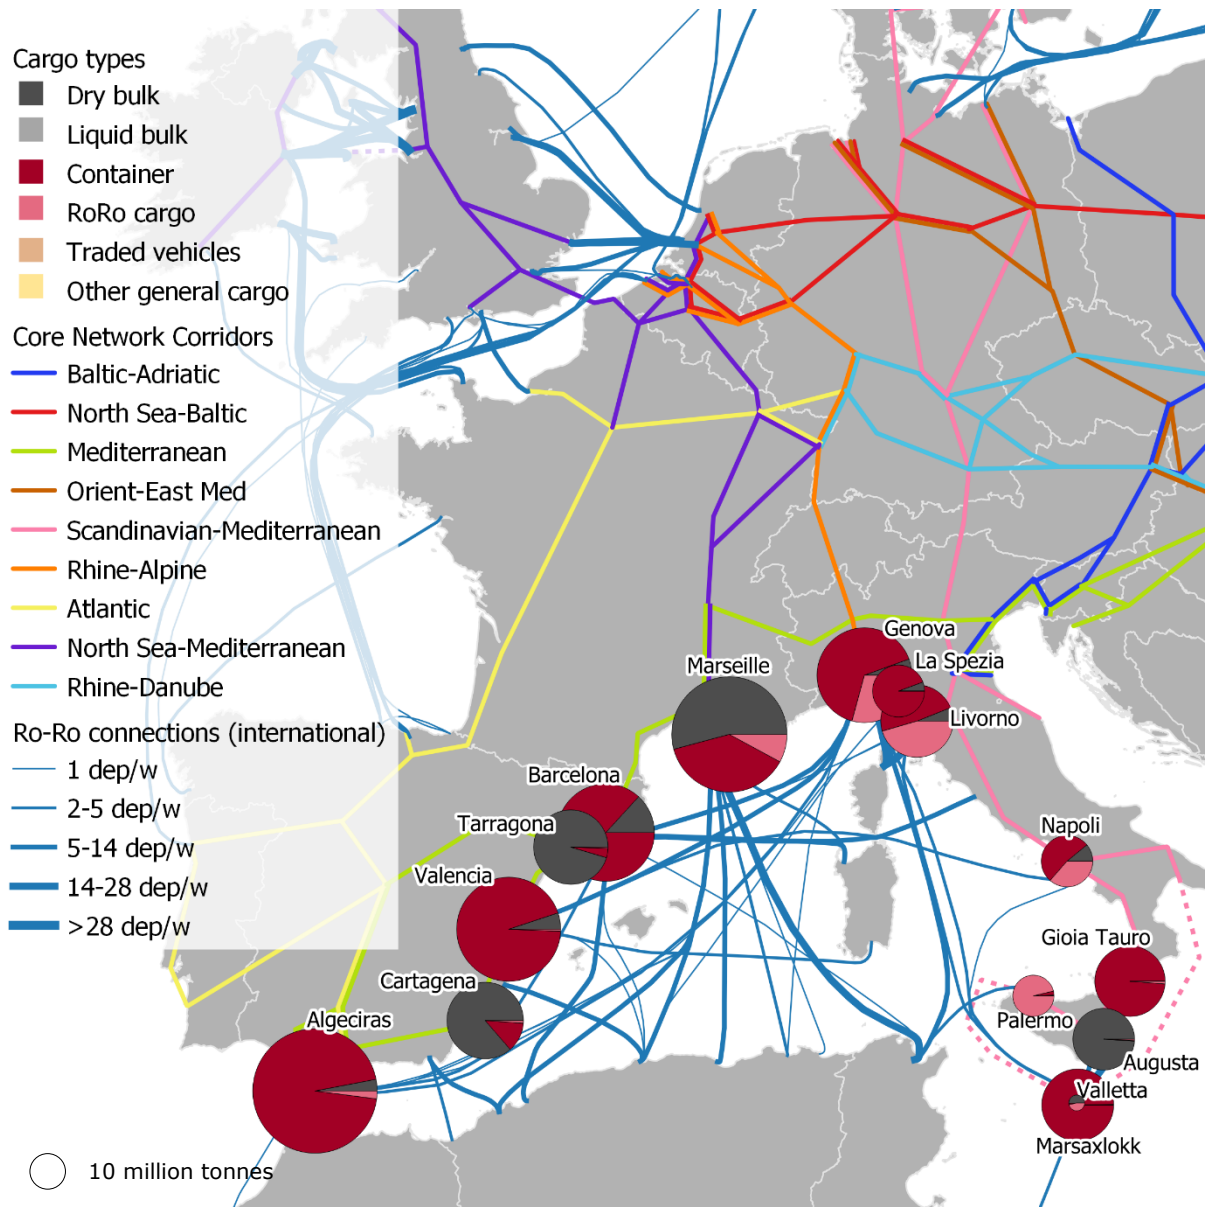 Cargo types
Dry bulk
Liquid bulk
Container
RoRo cargo
Traded vehicles
Other general cargo
Core Network Corridors
Baltic-Adriatic
North Sea-Baltic
Mediterranean
Orient-East Med
Scandinavian-Mediterranean
Rhine-Alpine
Atlantic
North Sea-Mediterranean
Rhine-Danube
Ro-Ro connections (international)
1 dep/w
2-5 dep/w
5-14 dep/w
14-28 dep/w
>28 dep/w
10 million tonnes
Genova
La Spezia
Marseille
Livorno
Barcelona
Tarragona
Napoli
Valencia
Gioia Tauro
Cartagena
Palermo
Algeciras
Augusta
Valletta
Marsaxlokk